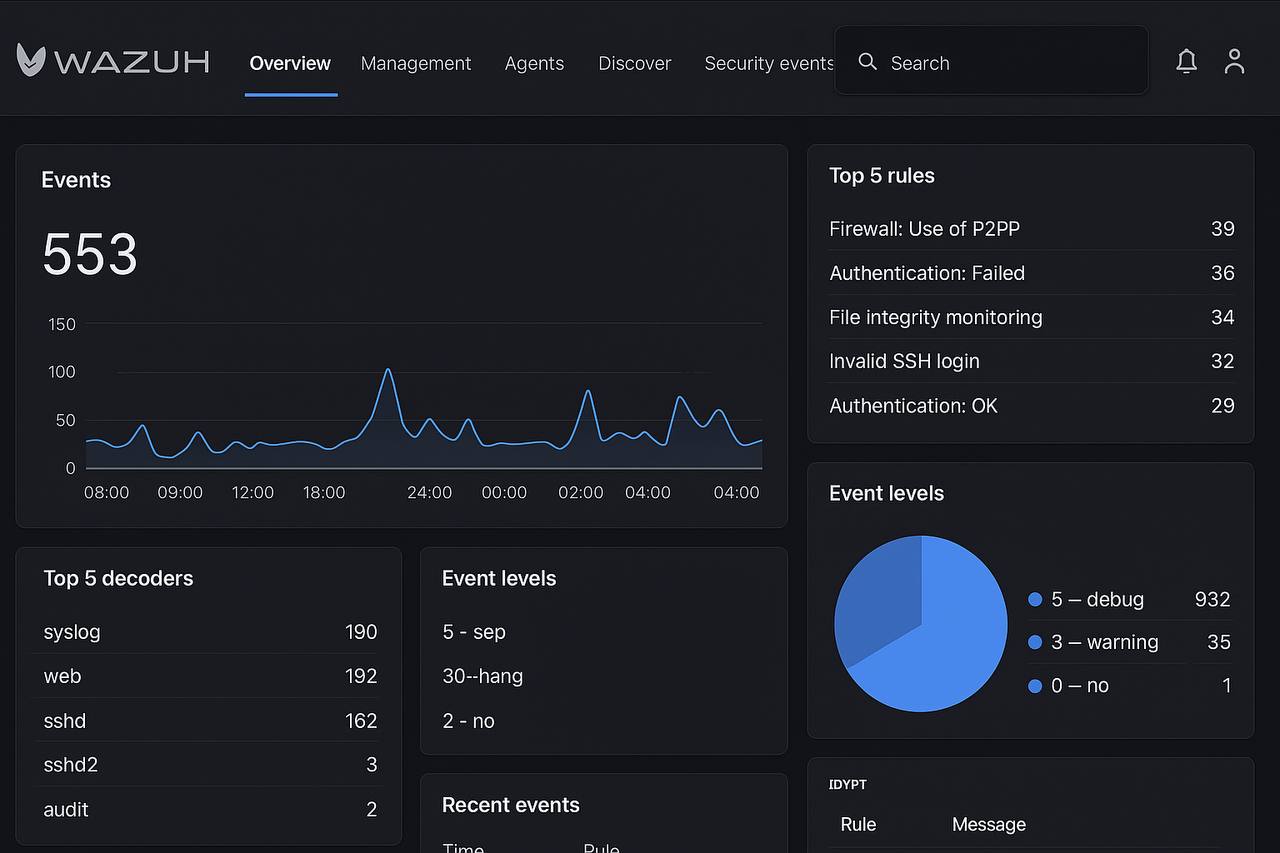 WAZUH Overview Management Agents Discover Security events Search
Events
553
150
100
50
0
08:00 09:00 12:00 18:00 24:00 00:00 02:00 04:00 04:00
Top 5 rules
Firewall: Use of P2PP 39
Authentication: Failed 36
File integrity monitoring 34
Invalid SSH login 32
Authentication: OK 29
Top 5 decoders
syslog 190
web 192
sshd 162
sshd2 3
audit 2
Event levels
5 - sep
30--hang
2 - no
Event levels
5 – debug 932
3 – warning 35
0 – no 1
Recent events
Time Rule
IDYPT
Rule Message